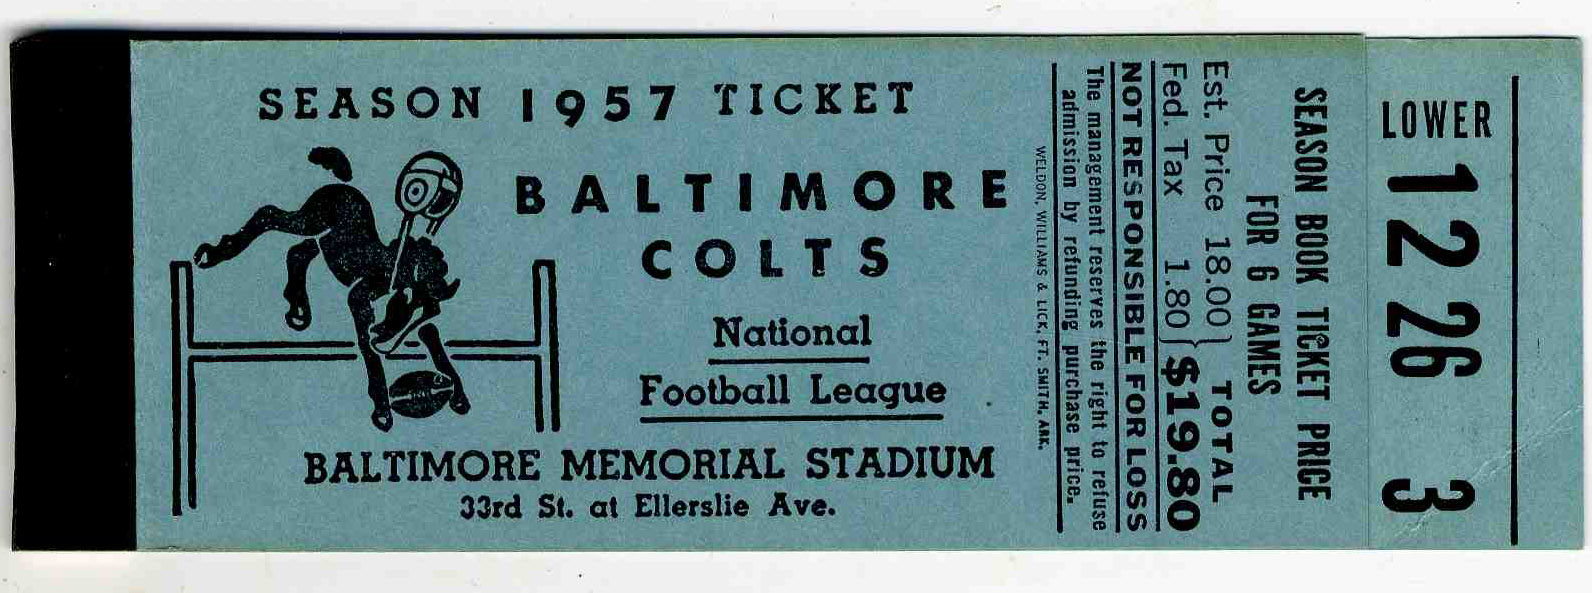 SEASON 1957 TICKET
BALTIMORE
COLTS
National
Football League
BALTIMORE MEMORIAL STADIUM
33rd St. at Ellerslie Ave.
SEASON BOOK TICKET PRICE
FOR 6 GAMES
Est. Price 18.00} TOTAL
Fed. Tax 1.80} $19.80
NOT RESPONSIBLE FOR LOSS
The management reserves the right to refuse
admission by refunding purchase price.
WELDON, WILLIAMS & LICK, FT. SMITH, ARK.
LOWER
12 26 3